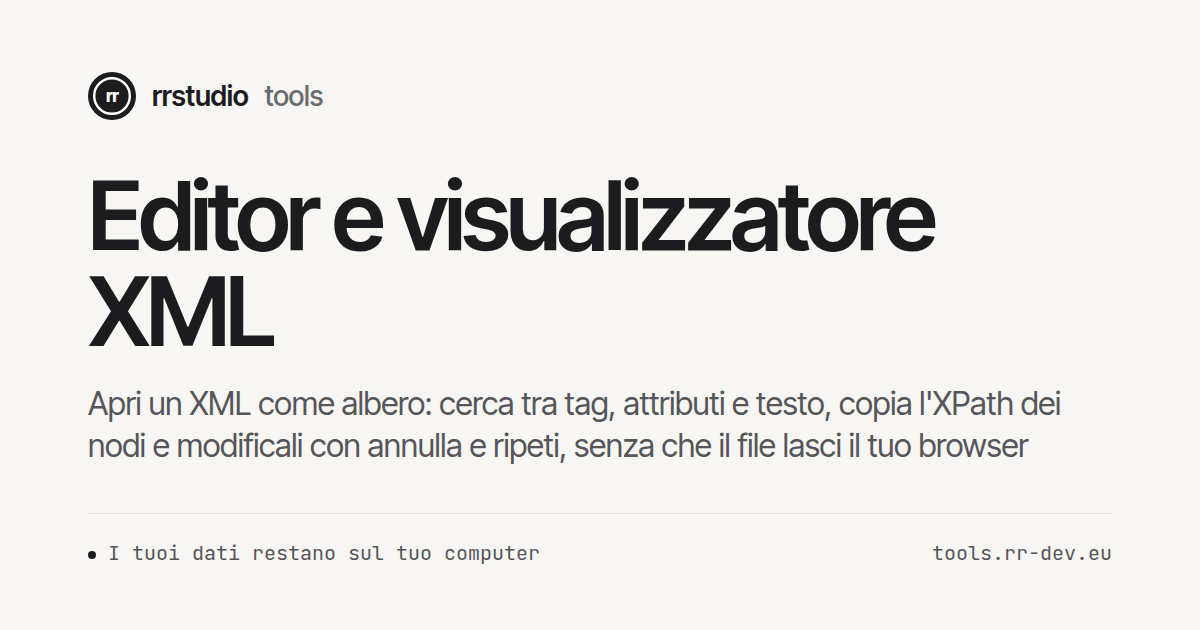 rr rrstudio tools
Editor e visualizzatore
XML
Apri un XML come albero: cerca tra tag, attributi e testo, copia l'XPath dei
nodi e modificali con annulla e ripeti, senza che il file lasci il tuo browser
I tuoi dati restano sul tuo computer
tools.rr-dev.eu